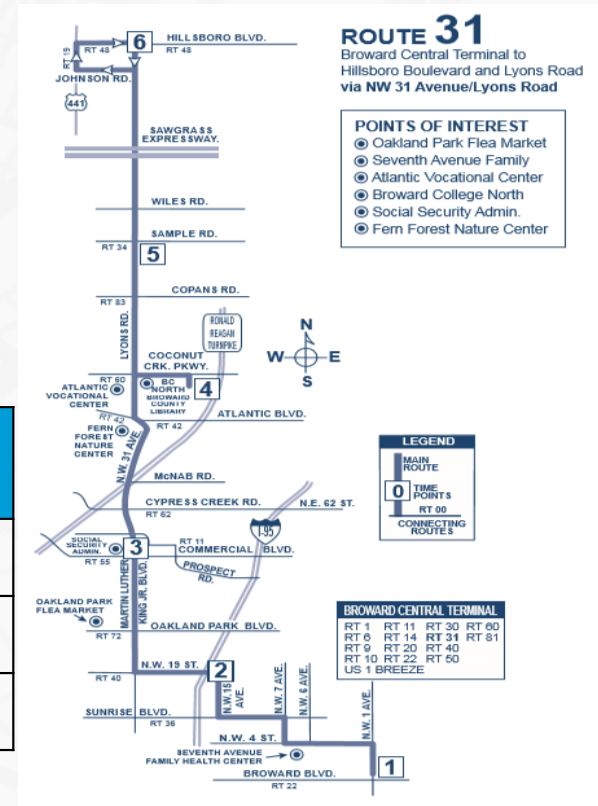 ROUTE 31
Broward Central Terminal to
Hillsboro Boulevard and Lyons Road
via NW 31 Avenue/Lyons Road
POINTS OF INTEREST
Oakland Park Flea Market
Seventh Avenue Family
Atlantic Vocational Center
Broward College North
Social Security Admin.
Fern Forest Nature Center
6
HILLSBORO BLVD.
RT 19
RT 48
RT 48
JOHNSON RD.
441
SAWGRASS
EXPRESSWAY.
WILES RD.
SAMPLE RD.
RT 34
5
COPANS RD.
RT 83
LYONS RD.
RONALD
REAGAN
TURNPIKE
N
W
E
S
COCONUT
CRK. PKWY.
RT 60
ATLANTIC
VOCATIONAL
CENTER
BC
NORTH
BROWARD
COUNTY
LIBRARY
4
ATLANTIC BLVD.
RT 42
RT 42
FERN
FOREST
NATURE
CENTER
N.W. 31 AVE.
McNAB RD.
CYPRESS CREEK RD.
N.E. 62 ST.
RT 62
LEGEND
MAIN
ROUTE
0
TIME
POINTS
RT 00
CONNECTING
ROUTES
I-95
SOCIAL
SECURITY
ADMIN.
3
RT 11
COMMERCIAL BLVD.
RT 55
PROSPECT
RD.
MARTIN LUTHER
KING JR. BLVD.
OAKLAND PARK
FLEA MARKET
OAKLAND PARK BLVD.
RT 72
N.W. 19 ST.
RT 40
2
BROWARD CENTRAL TERMINAL
RT 1 RT 11 RT 30 RT 60
RT 6 RT 14 RT 31 RT 81
RT 9 RT 20 RT 40
RT 10 RT 22 RT 50
US 1 BREEZE
N.W. 15
AVE.
N.W. 7 AVE.
N.W. 6 AVE.
N.W. 1 AVE.
SUNRISE BLVD.
RT 36
N.W. 4 ST.
SEVENTH AVENUE
FAMILY HEALTH CENTER
1
BROWARD BLVD.
RT 22